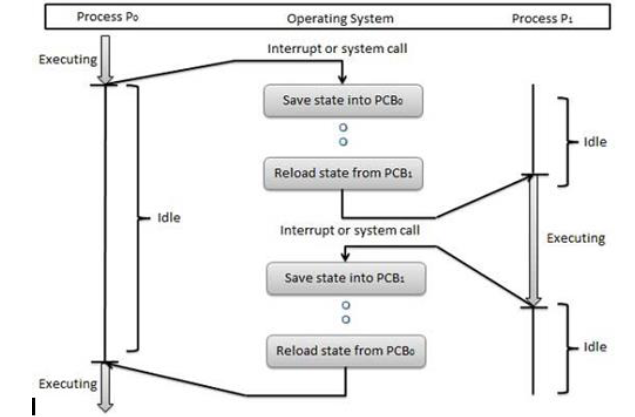 Process P₀ Operating System Process P₁
Interrupt or system call
Executing
Save state into PCB₀
Idle
Reload state from PCB₁
Idle
Interrupt or system call
Executing
Save state into PCB₁
Reload state from PCB₀
Idle
Executing